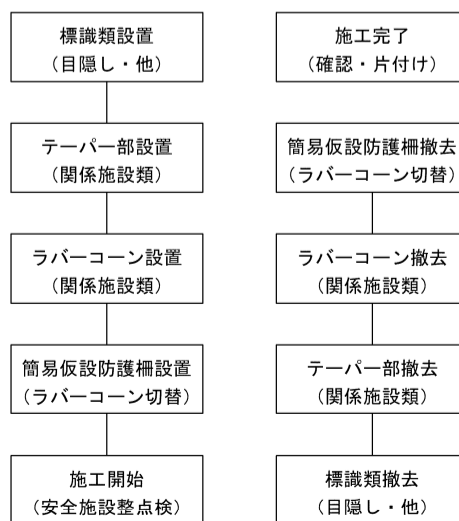 標識類設置
(目隠し・他)
テーパー部設置
(関係施設類)
ラバーコーン設置
(関係施設類)
簡易仮設防護柵設置
(ラバーコーン切替)
施工開始
(安全施設整点検)
施工完了
(確認・片付け)
簡易仮設防護柵撤去
(ラバーコーン切替)
ラバーコーン撤去
(関係施設類)
テーパー部撤去
(関係施設類)
標識類撤去
(目隠し・他)